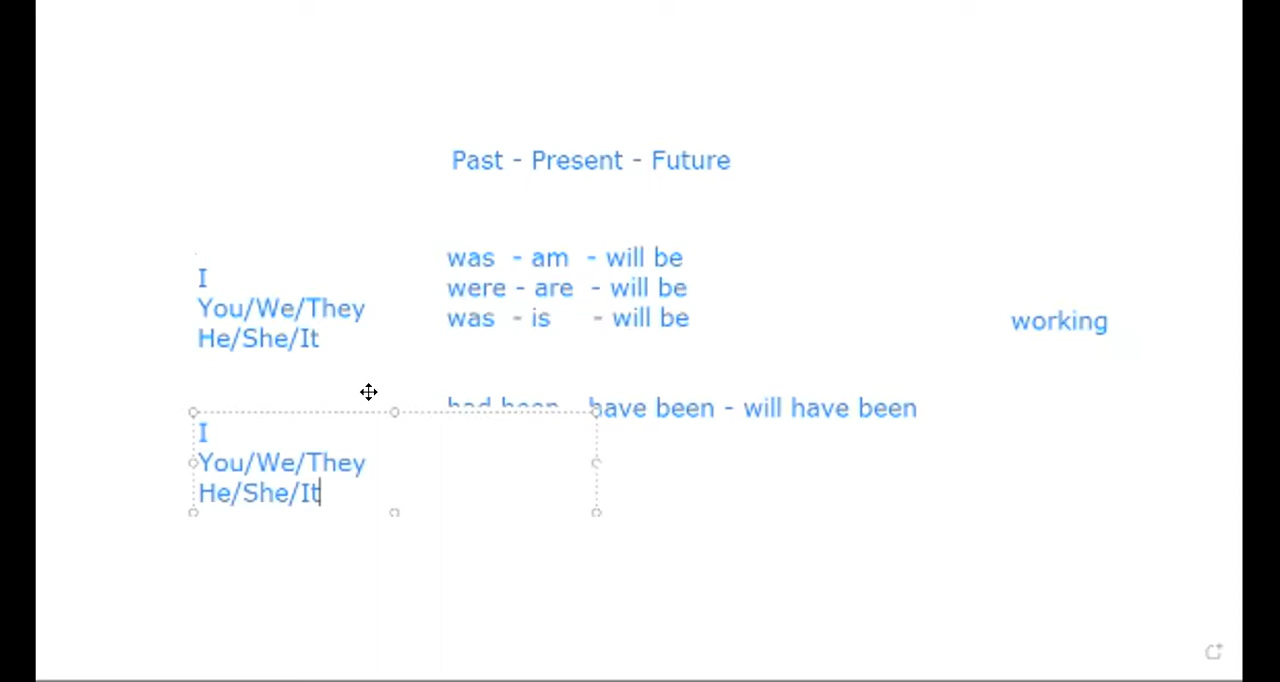 Past - Present - Future
was - am - will be
I
were - are - will be
You/We/They
was - is - will be
working
He/She/It
had been have been - will have been
I
You/We/They
He/She/It